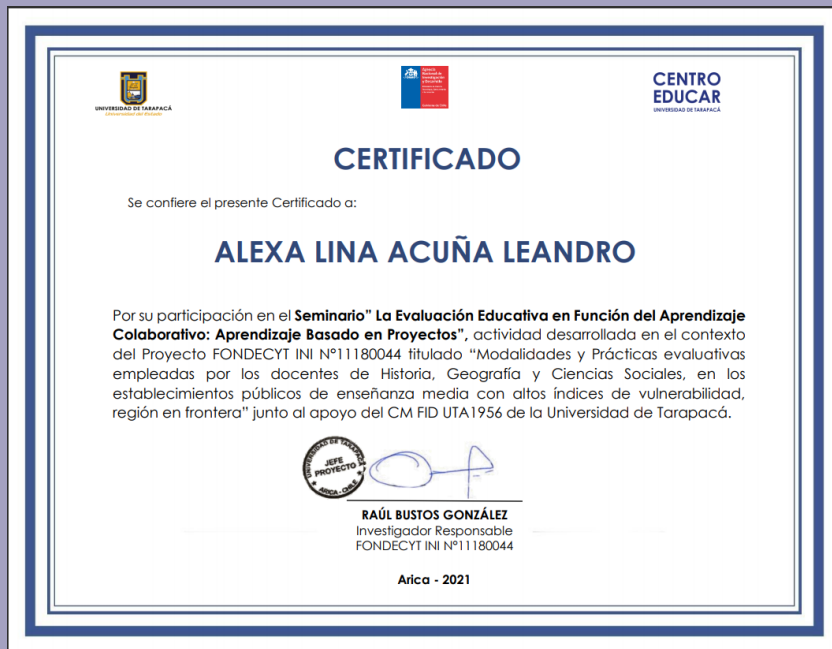 UNIVERSIDAD DE TARAPACÁ
Universidad del Estado
CENTRO
EDUCAR
UNIVERSIDAD DE TARAPACÁ
CERTIFICADO
Se confiere el presente Certificado a:
ALEXA LINA ACUÑA LEANDRO
Por su participación en el Seminario" La Evaluación Educativa en Función del Aprendizaje
Colaborativo: Aprendizaje Basado en Proyectos", actividad desarrollada en el contexto
del Proyecto FONDECYT INI N°11180044 titulado “Modalidades y Prácticas evaluativas
empleadas por los docentes de Historia, Geografía y Ciencias Sociales, en los
establecimientos públicos de enseñanza media con altos índices de vulnerabilidad,
región en frontera” junto al apoyo del CM FID UTA1956 de la Universidad de Tarapacá.
UNIVERSIDAD DE TARAPACÁ
JEFE
PROYECTO
ARICA - CHILE
RAÚL BUSTOS GONZÁLEZ
Investigador Responsable
FONDECYT INI N°11180044
Arica - 2021